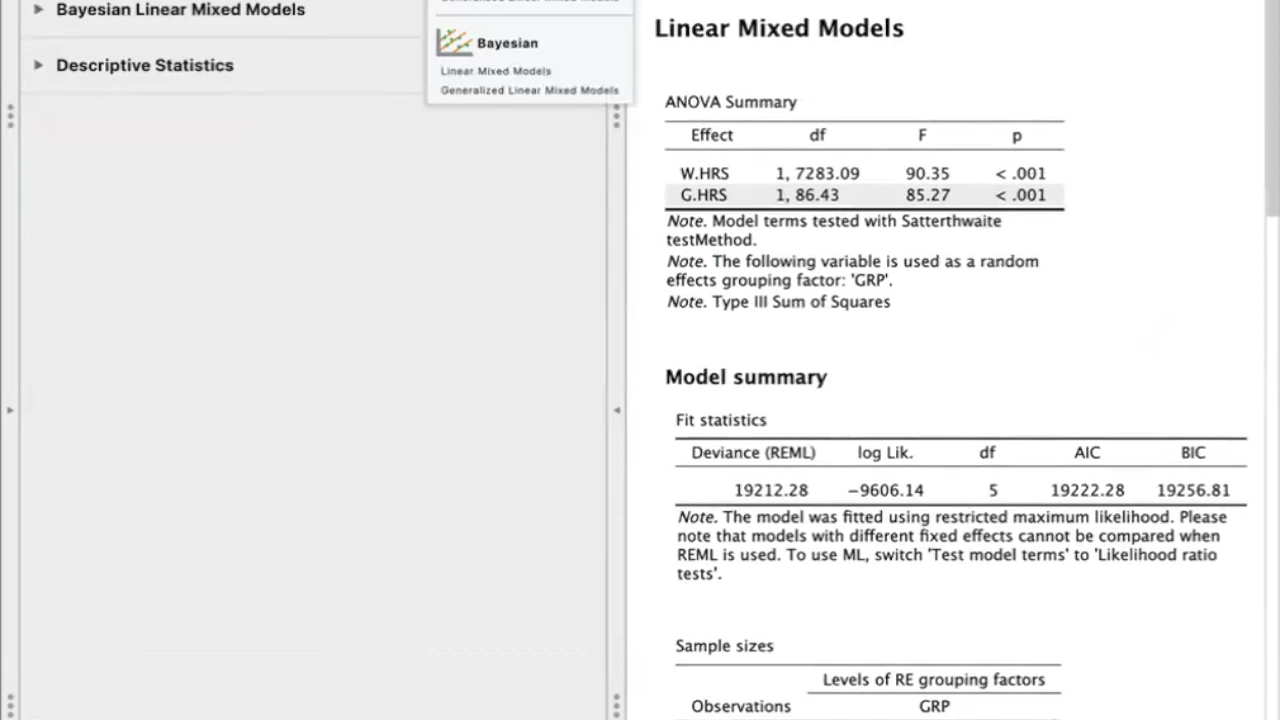 Bayesian Linear Mixed Models
Descriptive Statistics
Generalized Linear Mixed Models
Bayesian
Linear Mixed Models
Generalized Linear Mixed Models
Linear Mixed Models
ANOVA Summary
Effect df F p
W.HRS 1, 7283.09 90.35 < .001
G.HRS 1, 86.43 85.27 < .001
Note. Model terms tested with Satterthwaite
testMethod.
Note. The following variable is used as a random
effects grouping factor: 'GRP'.
Note. Type III Sum of Squares
Model summary
Fit statistics
Deviance (REML) log Lik. df AIC BIC
19212.28 −9606.14 5 19222.28 19256.81
Note. The model was fitted using restricted maximum likelihood. Please
note that models with different fixed effects cannot be compared when
REML is used. To use ML, switch 'Test model terms' to 'Likelihood ratio
tests'.
Sample sizes
Levels of RE grouping factors
Observations GRP